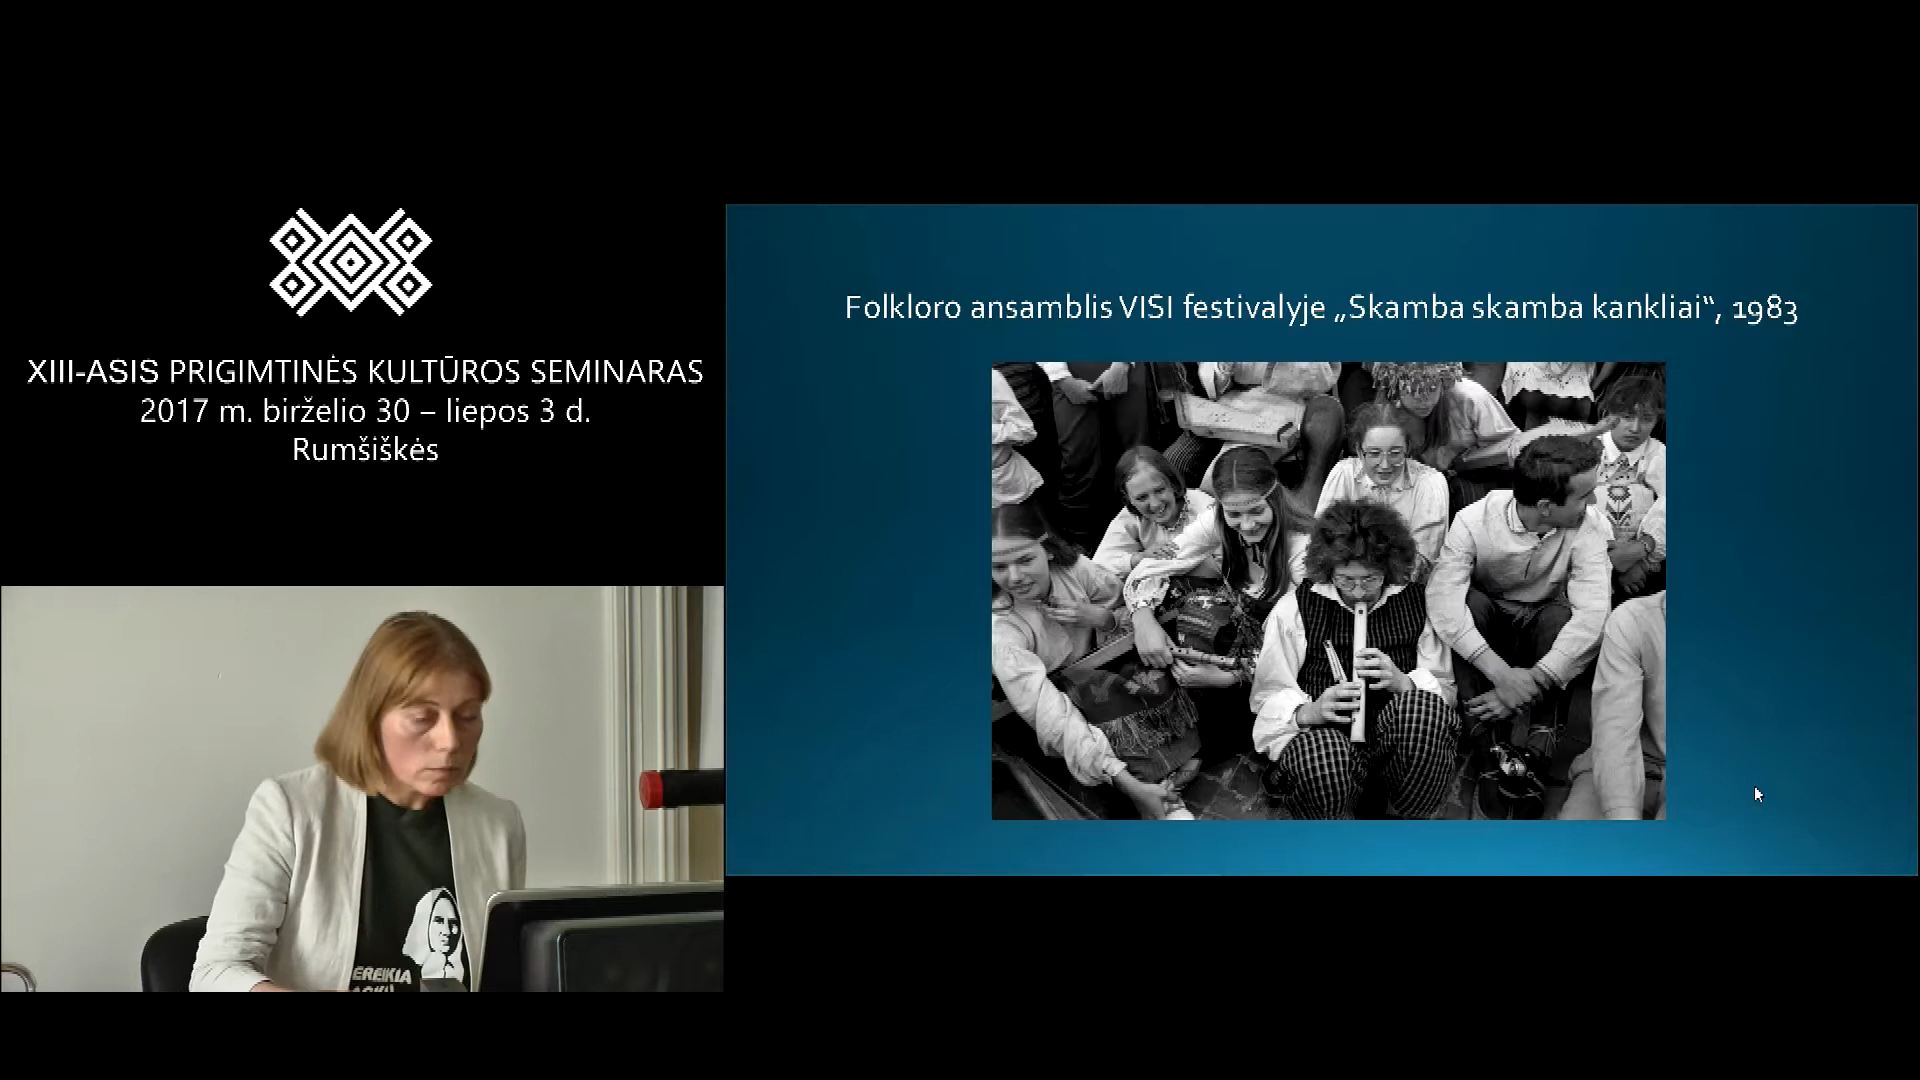 XIII-ASIS PRIGIMTINĖS KULTŪROS SEMINARAS
2017 m. birželio 30 – liepos 3 d.
Rumšiškės
Folkloro ansamblis VISI festivalyje „Skamba skamba kankliai“, 1983
EREIKIA